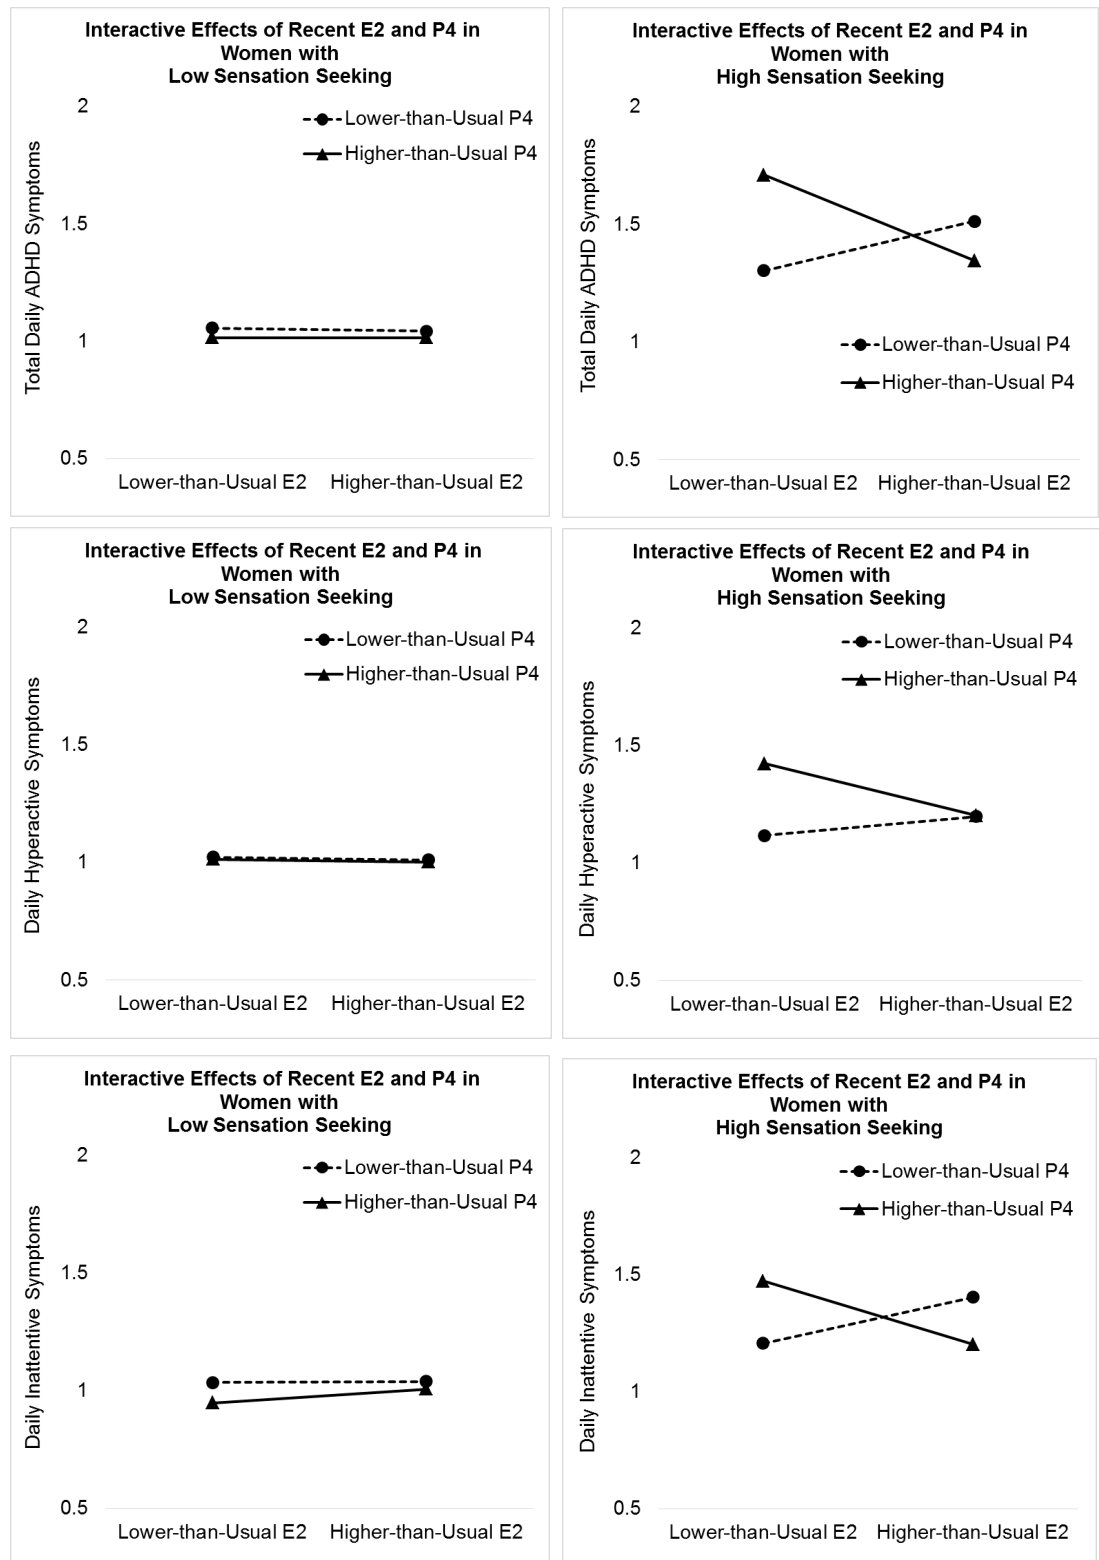 Interactive Effects of Recent E2 and P4 in
Women with
Low Sensation Seeking
2
Lower-than-Usual P4
Higher-than-Usual P4
1.5
1
0.5
Total Daily ADHD Symptoms
Lower-than-Usual E2 Higher-than-Usual E2
Interactive Effects of Recent E2 and P4 in
Women with
High Sensation Seeking
2
1.5
1
0.5
Total Daily ADHD Symptoms
Lower-than-Usual P4
Higher-than-Usual P4
Lower-than-Usual E2 Higher-than-Usual E2
Interactive Effects of Recent E2 and P4 in
Women with
Low Sensation Seeking
2
Lower-than-Usual P4
Higher-than-Usual P4
1.5
1
0.5
Daily Hyperactive Symptoms
Lower-than-Usual E2 Higher-than-Usual E2
Interactive Effects of Recent E2 and P4 in
Women with
High Sensation Seeking
2
Lower-than-Usual P4
Higher-than-Usual P4
1.5
1
0.5
Daily Hyperactive Symptoms
Lower-than-Usual E2 Higher-than-Usual E2
Interactive Effects of Recent E2 and P4 in
Women with
Low Sensation Seeking
2
Lower-than-Usual P4
Higher-than-Usual P4
1.5
1
0.5
Daily Inattentive Symptoms
Lower-than-Usual E2 Higher-than-Usual E2
Interactive Effects of Recent E2 and P4 in
Women with
High Sensation Seeking
2
Lower-than-Usual P4
Higher-than-Usual P4
1.5
1
0.5
Daily Inattentive Symptoms
Lower-than-Usual E2 Higher-than-Usual E2